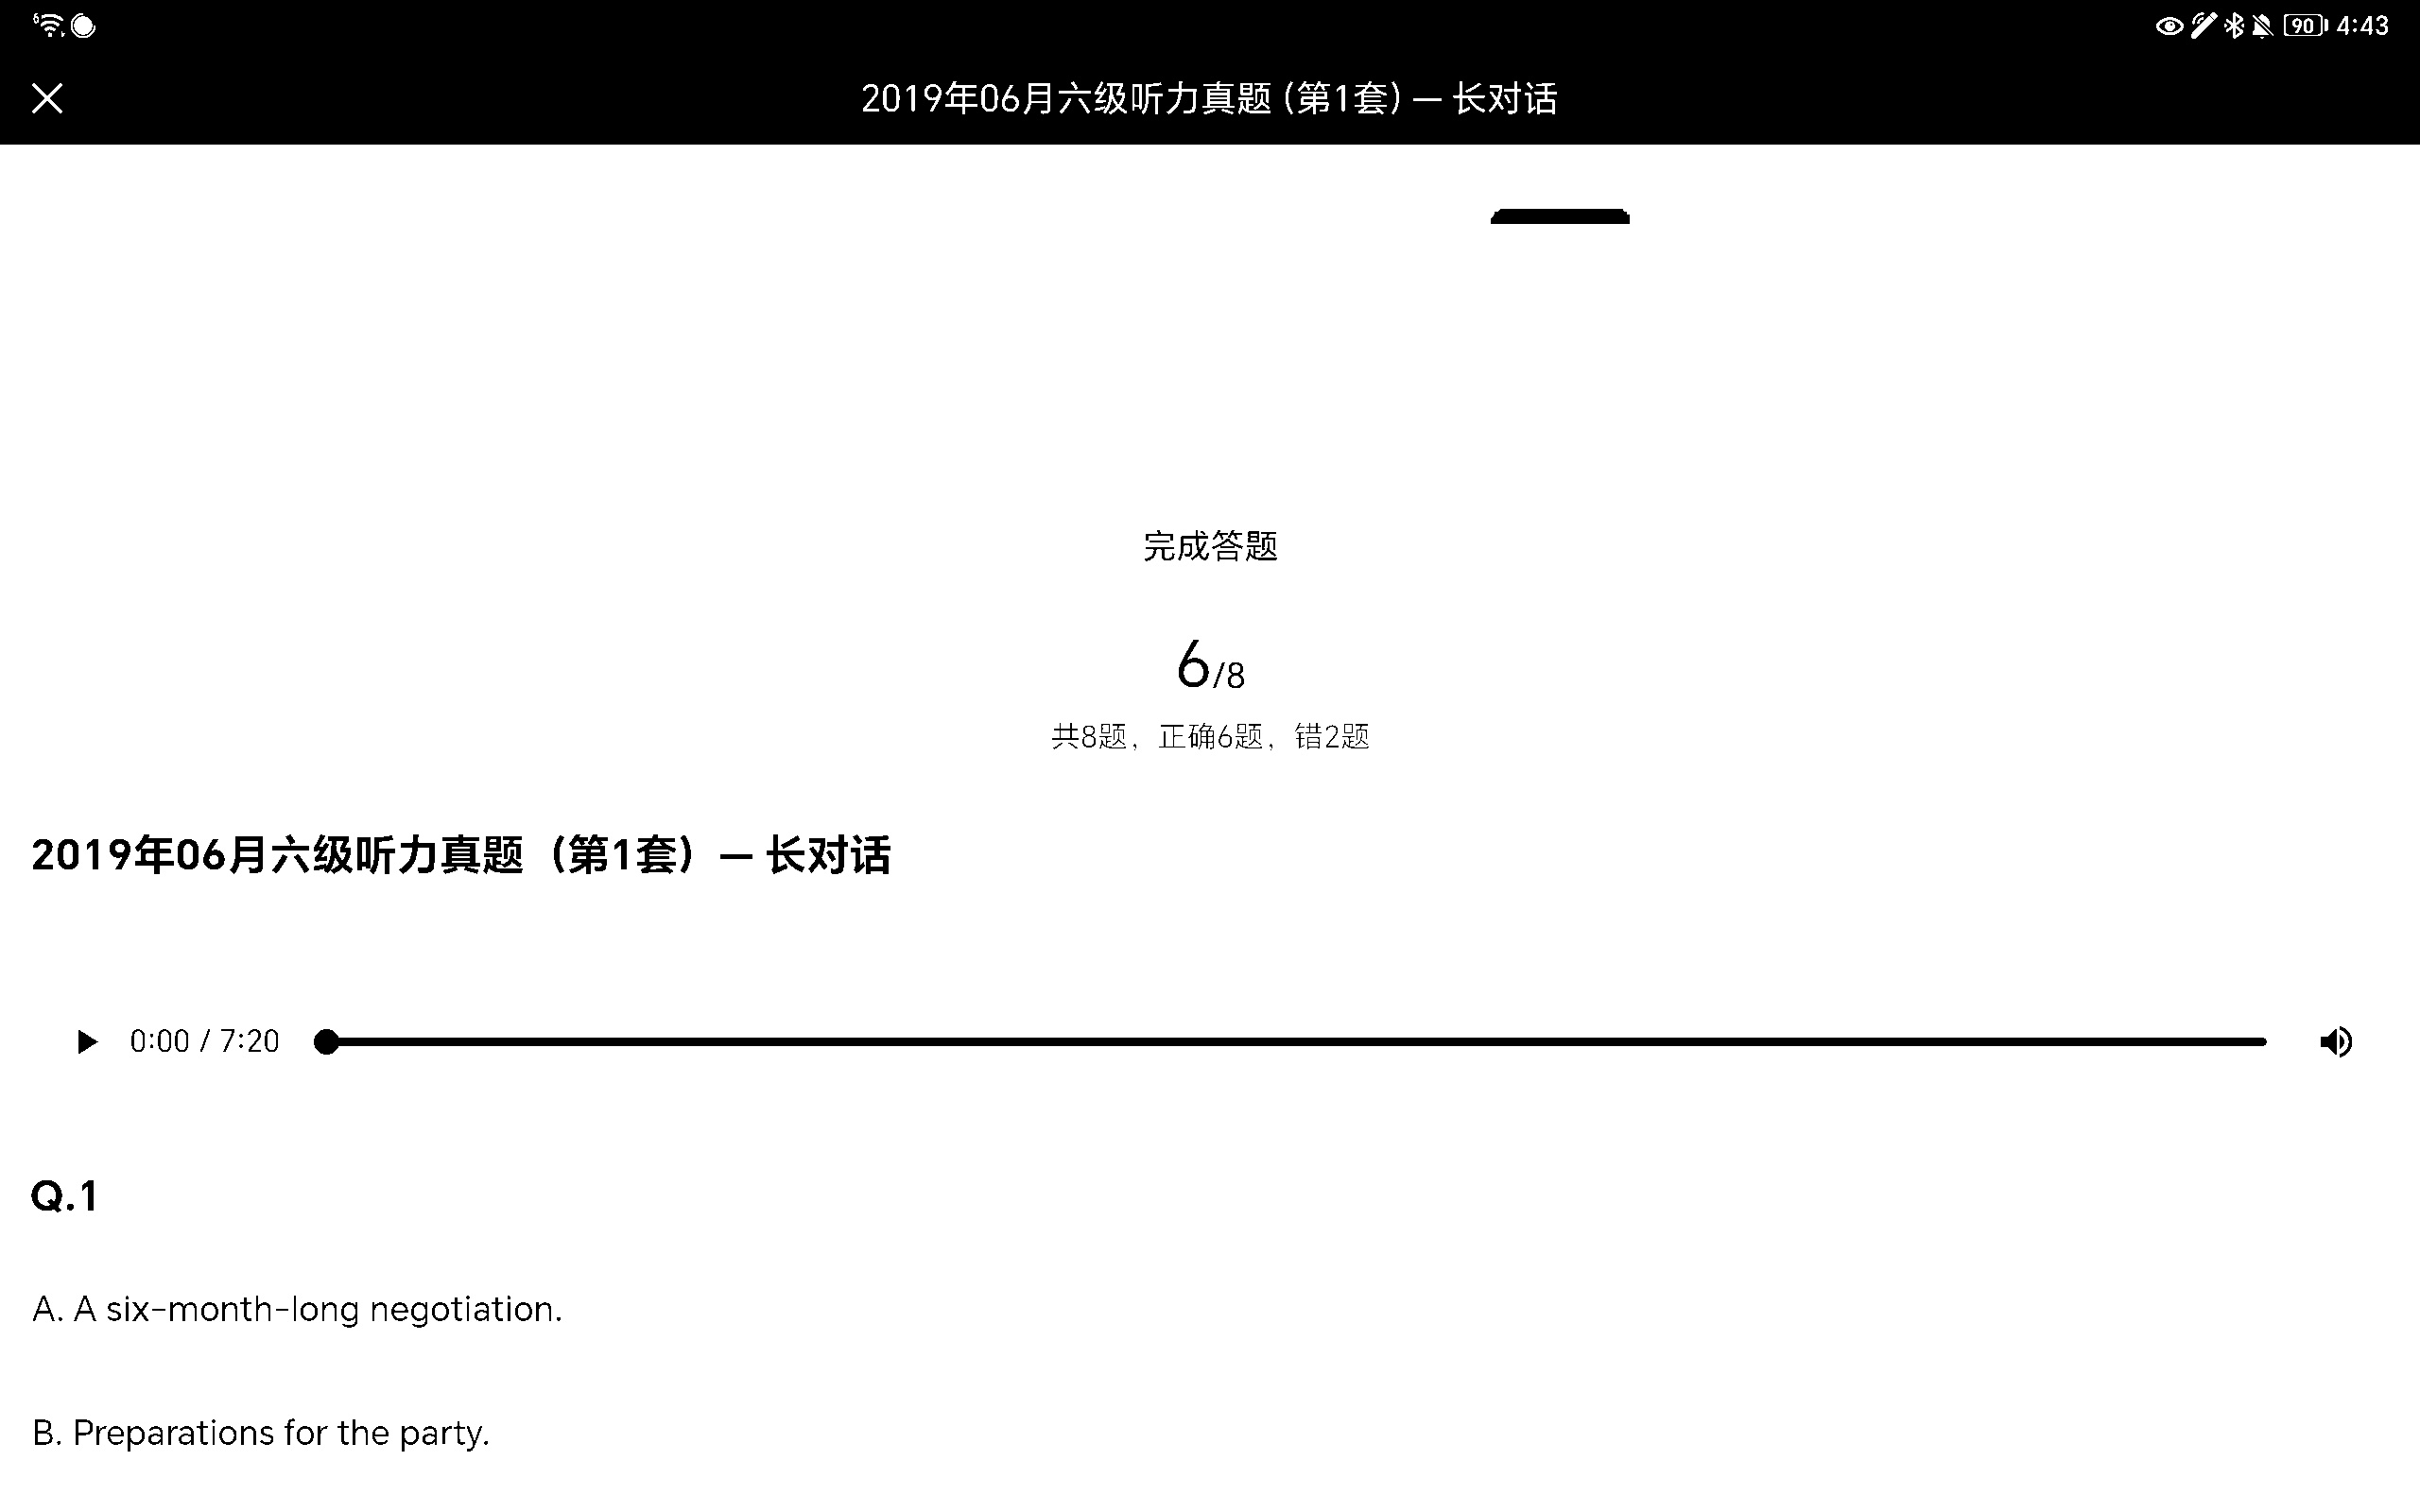 90 4:43
2019年06月六级听力真题 (第1套) — 长对话
完成答题
6/8
共8题，正确6题，错2题
2019年06月六级听力真题（第1套）— 长对话
0:00 / 7:20
Q.1
A. A six-month-long negotiation.
B. Preparations for the party.